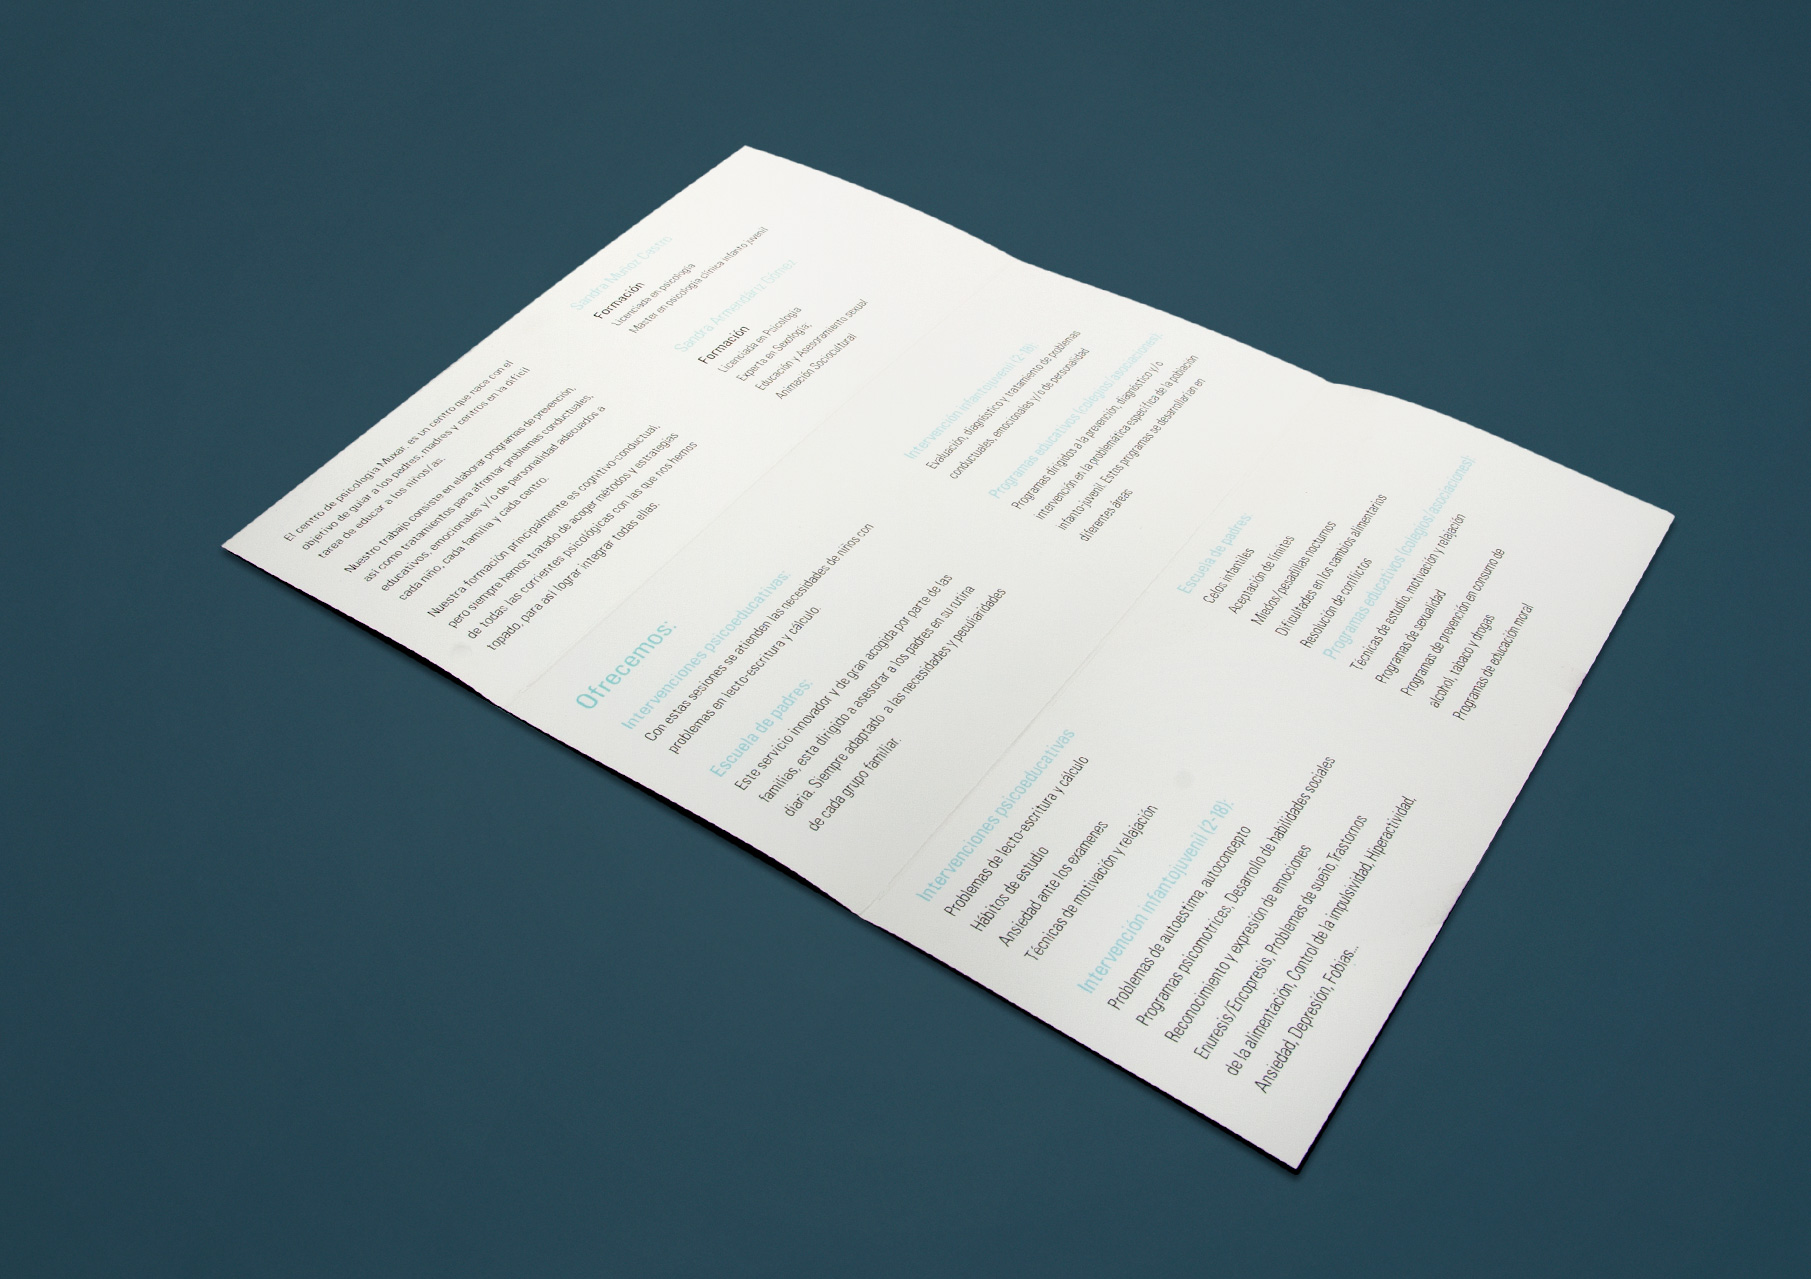 El centro de psicología Muxar es un centro que nace con el
objetivo de guiar a los padres, madres y centros en la difícil
tarea de educar a los niños/as.
Nuestro trabajo consiste en elaborar programas de prevención,
así como tratamientos para afrontar problemas conductuales,
educativos, emocionales y/o de personalidad adecuados a
cada niño, cada familia y cada centro.
Nuestra formación principalmente es cognitivo-conductual,
pero siempre hemos tratado de acoger métodos y estrategias
de todas las corrientes psicológicas con las que nos hemos
topado, para así lograr integrar todas ellas.
Sandra Muñoz Castro
Formación
Licenciada en psicología
Máster en psicología clínica infanto juvenil
Sandra Armendariz Gómez
Formación
Licenciada en Psicología
Experta en Sexología;
Educación y Asesoramiento sexual
Animación Sociocultural
Ofrecemos:
Intervenciones psicoeducativas:
Con estas sesiones se atienden las necesidades de niños con
problemas en lecto-escritura y cálculo.
Escuela de padres:
Este servicio innovador y de gran acogida por parte de las
familias, esta dirigido a asesorar a los padres en su rutina
diaria. Siempre adaptado a las necesidades y peculiaridades
de cada grupo familiar.
Intervención infantojuvenil (2-18):
Evaluación, diagnóstico y tratamiento de problemas
conductuales, emocionales y/o de personalidad
Programas educativos (colegios/asociaciones):
Programas dirigidos a la prevención, diagnóstico y/o
intervención en la problemática específica de la población
infanto-juvenil. Estos programas se desarrollarían en
diferentes áreas
Intervenciones psicoeducativas
Problemas de lecto-escritura y cálculo
Hábitos de estudio
Ansiedad ante los examenes
Técnicas de motivación y relajación
Intervención infantojuvenil (2-18):
Problemas de autoestima, autoconcepto
Programas psicomotrices, Desarrollo de habilidades sociales
Reconocimiento y expresión de emociones
Enuresis/Encopresis, Problemas de sueño, Trastornos
de la alimentación, Control de la impulsividad, Hiperactividad,
Ansiedad, Depresión, Fobias...
Escuela de padres:
Celos infantiles
Aceptación de límites
Miedos/pesadillas nocturnos
Dificultades en los cambios alimentarios
Resolución de conflictos
Programas educativos (colegios/asociaciones):
Técnicas de estudio, motivación y relajación
Programas de sexualidad
Programas de prevención en consumo de
alcohol, tabaco y drogas
Programas de educación moral